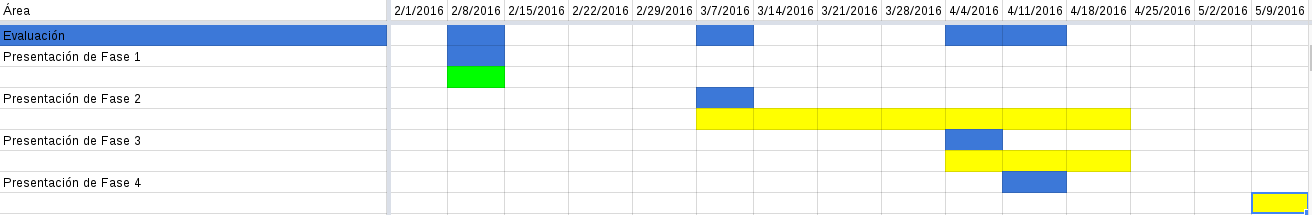 Área 2/1/2016 2/8/2016 2/15/2016 2/22/2016 2/29/2016 3/7/2016 3/14/2016 3/21/2016 3/28/2016 4/4/2016 4/11/2016 4/18/2016 4/25/2016 5/2/2016 5/9/2016
Evaluación
Presentación de Fase 1
Presentación de Fase 2
Presentación de Fase 3
Presentación de Fase 4